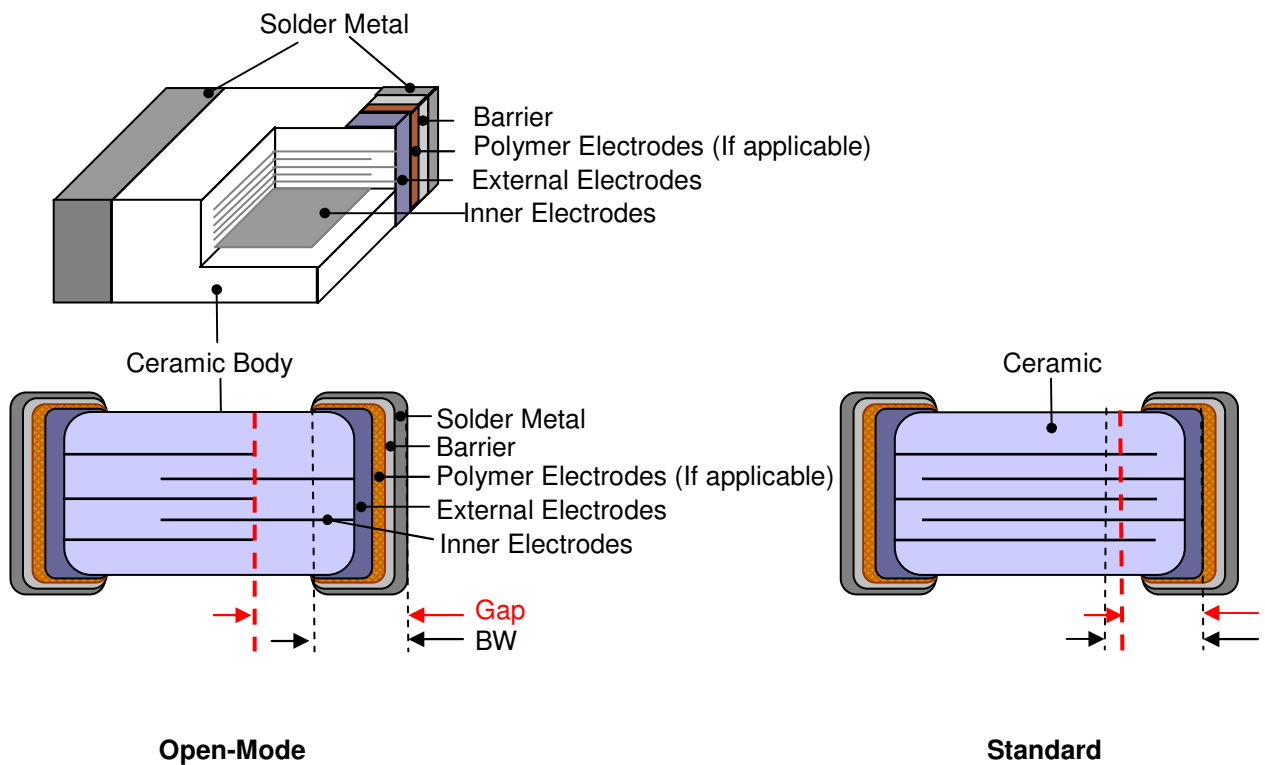 Solder Metal
Barrier
Polymer Electrodes (If applicable)
External Electrodes
Inner Electrodes
Ceramic Body
Solder Metal
Barrier
Polymer Electrodes (If applicable)
External Electrodes
Inner Electrodes
Gap
BW
Open-Mode
Ceramic
Standard